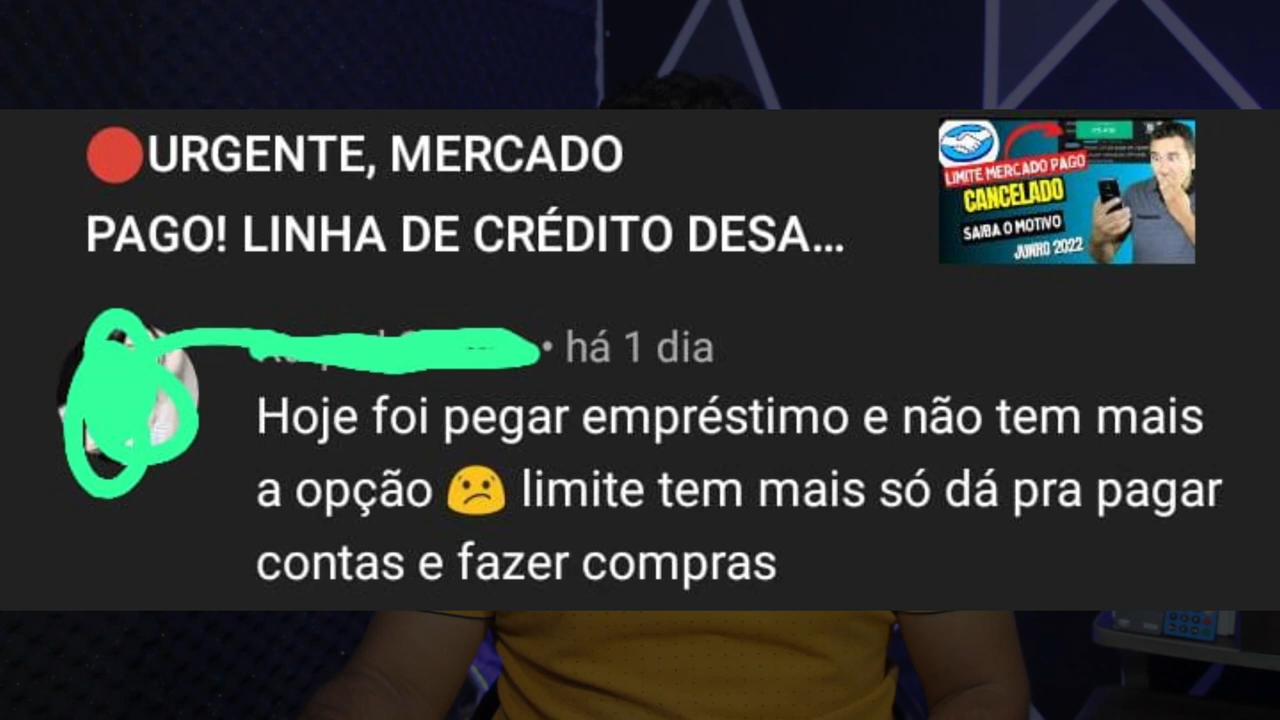 🔴URGENTE, MERCADO
PAGO! LINHA DE CRÉDITO DESA...
LIMITE MERCADO PAGO
CANCELADO
SAIBA O MOTIVO
JUNHO 2022
• há 1 dia
Hoje foi pegar empréstimo e não tem mais
a opção 😕 limite tem mais só dá pra pagar
contas e fazer compras